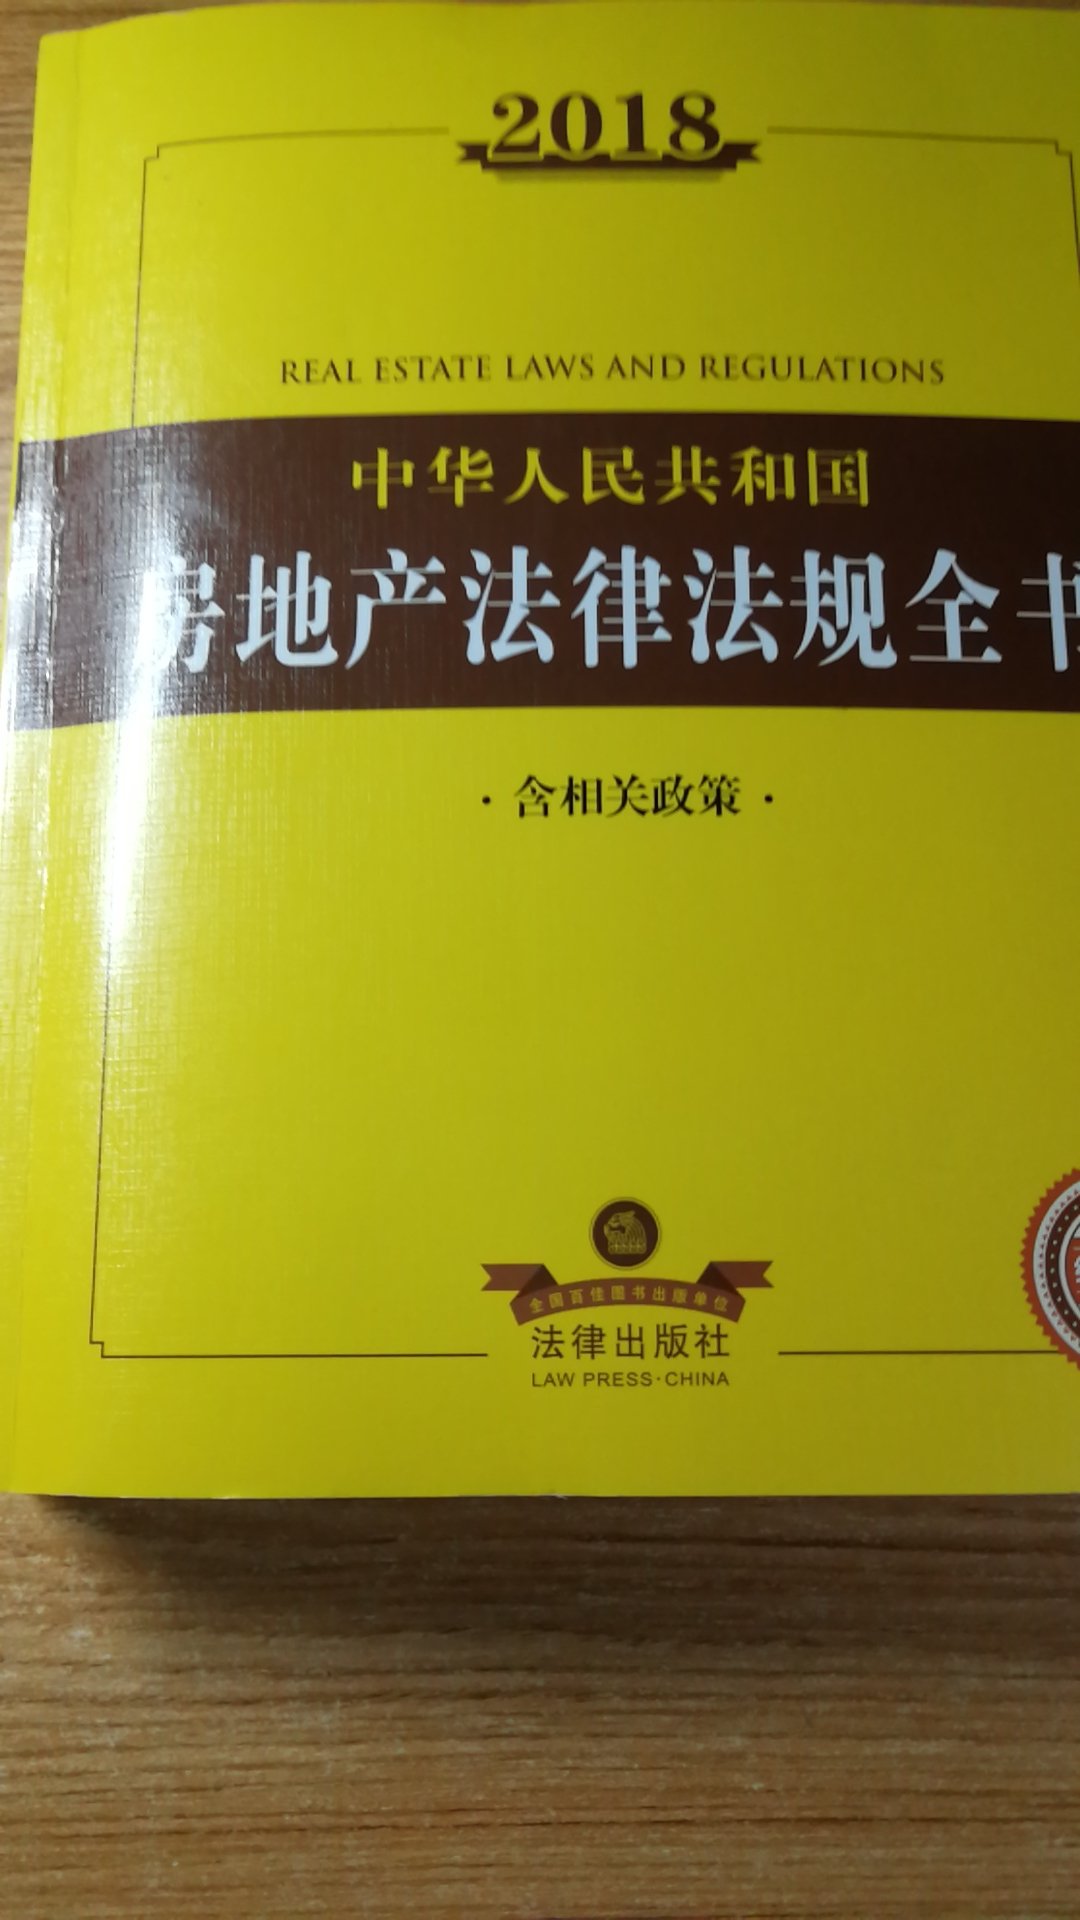 2018
REAL ESTATE LAWS AND REGULATIONS
中华人民共和国
房地产法律法规全书
·含相关政策·
全国百佳图书出版单位
法律出版社
LAW PRESS·CHINA